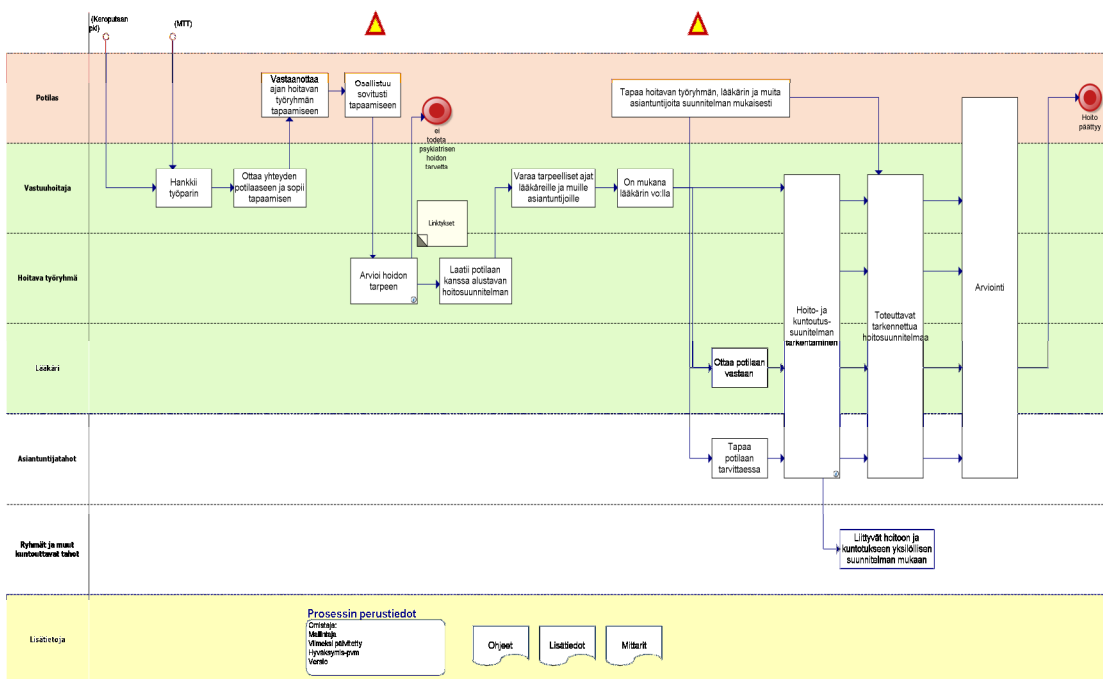 {Keroputaan
pkl}
{MTT}
Potilas
Vastaanottaa
ajan hoitavan
työryhmän
tapaamiseen
Osallistuu
sovitusti
tapaamiseen
ei
todeta
psykiatrisen
hoidon
tarvetta
Tapaa hoitavan työryhmän, lääkärin ja muita
asiantuntijoita suunnitelman mukaisesti
Hoito
päättyy
Vastuuhoitaja
Hankkii
työparin
Ottaa yhteyden
potilaaseen ja sopii
tapaamisen
Varaa tarpeelliset ajat
lääkäreille ja muille
asiantuntijoille
On mukana
lääkärin vo:lla
Linktykset
Hoitava työryhmä
Arvioi hoidon
tarpeen
Laatii potilaan
kanssa alustavan
hoitosuunnitelman
Hoito- ja
kuntoutus-
suunitelman
tarkentaminen
Toteuttavat
tarkennettua
hoitosuunnitelmaa
Arviointi
Lääkäri
Ottaa potilaan
vastaan
Asiantuntijatahot
Tapaa
potilaan
tarvittaessa
Ryhmät ja muut
kuntouttavat tahot
Liittyvät hoitoon ja
kuntotukseen yksilöllisen
suunnitelman mukaan
Lisätietoja
Prosessin perustiedot
Omistaja:
Mallintaja
Viimeksi päivitetty
Hyväksymis-pvm
Versio
Ohjeet
Lisätiedot
Mittarit